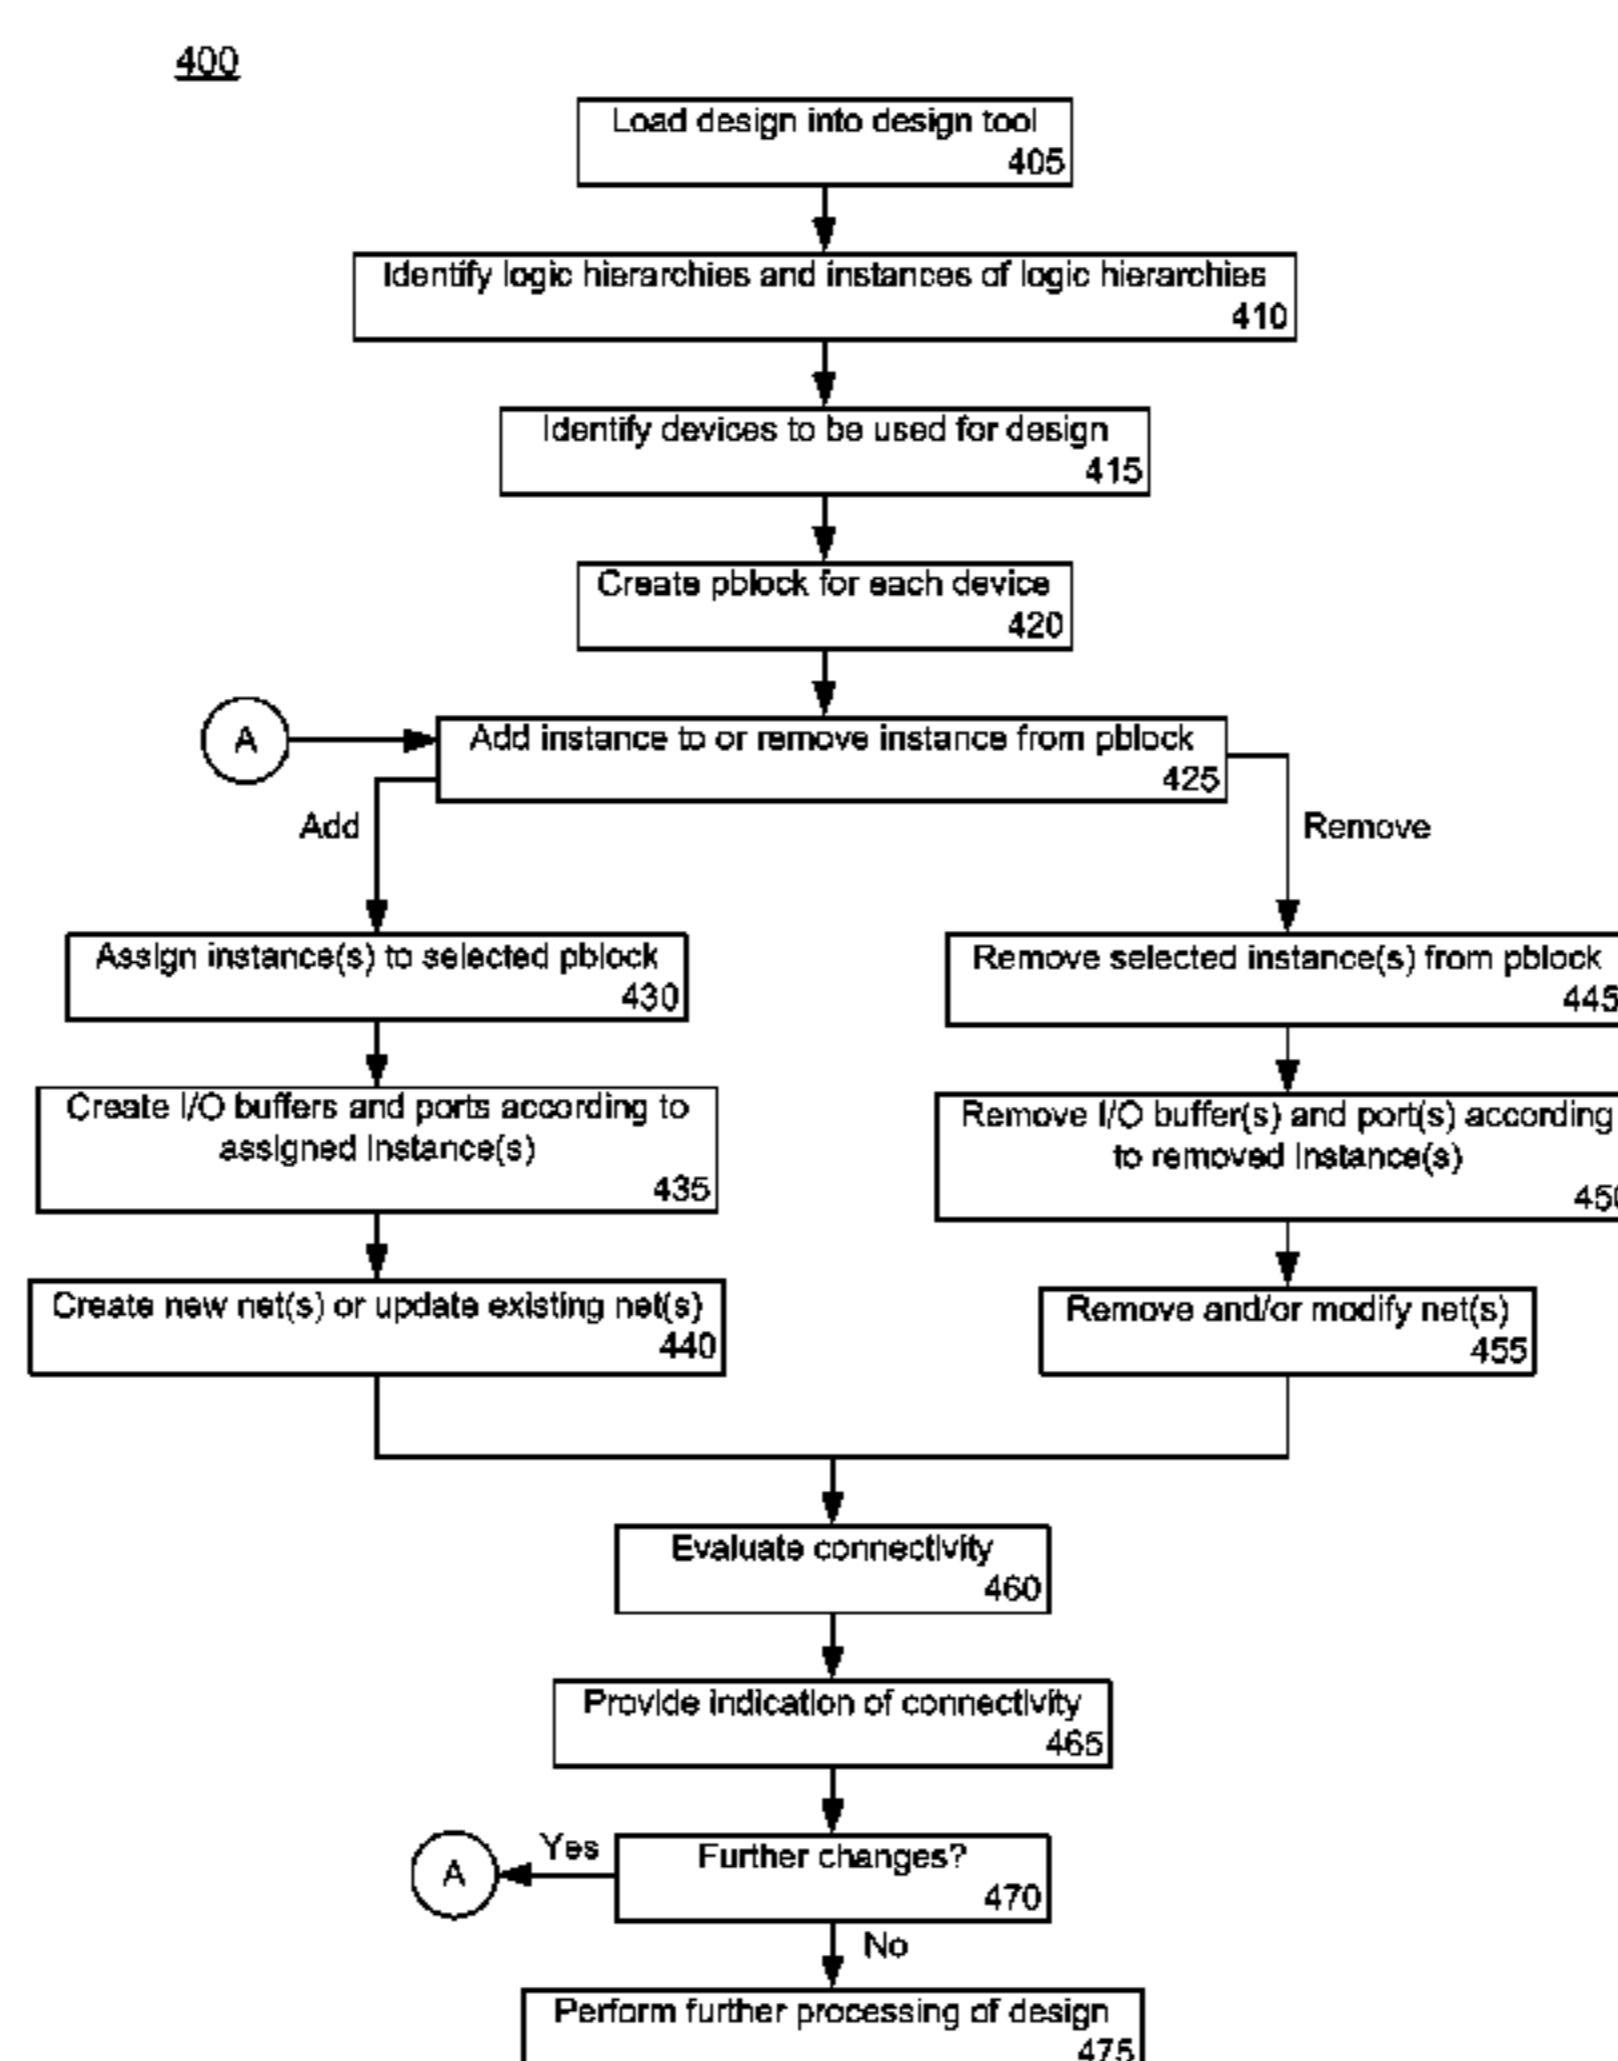 400
Load design into design tool
405
Identify logic hierarchies and instances of logic hierarchies
410
Identify devices to be used for design
415
Create pblock for each device
420
A
Add instance to or remove instance from pblock
425
Add
Remove
Assign instance(s) to selected pblock
430
Remove selected instance(s) from pblock
445
Create I/O buffers and ports according to
assigned instance(s)
435
Remove I/O buffer(s) and port(s) according
to removed instance(s)
450
Create new net(s) or update existing net(s)
440
Remove and/or modify net(s)
455
Evaluate connectivity
460
Provide indication of connectivity
465
Yes
A
Further changes?
470
No
Perform further processing of design
475